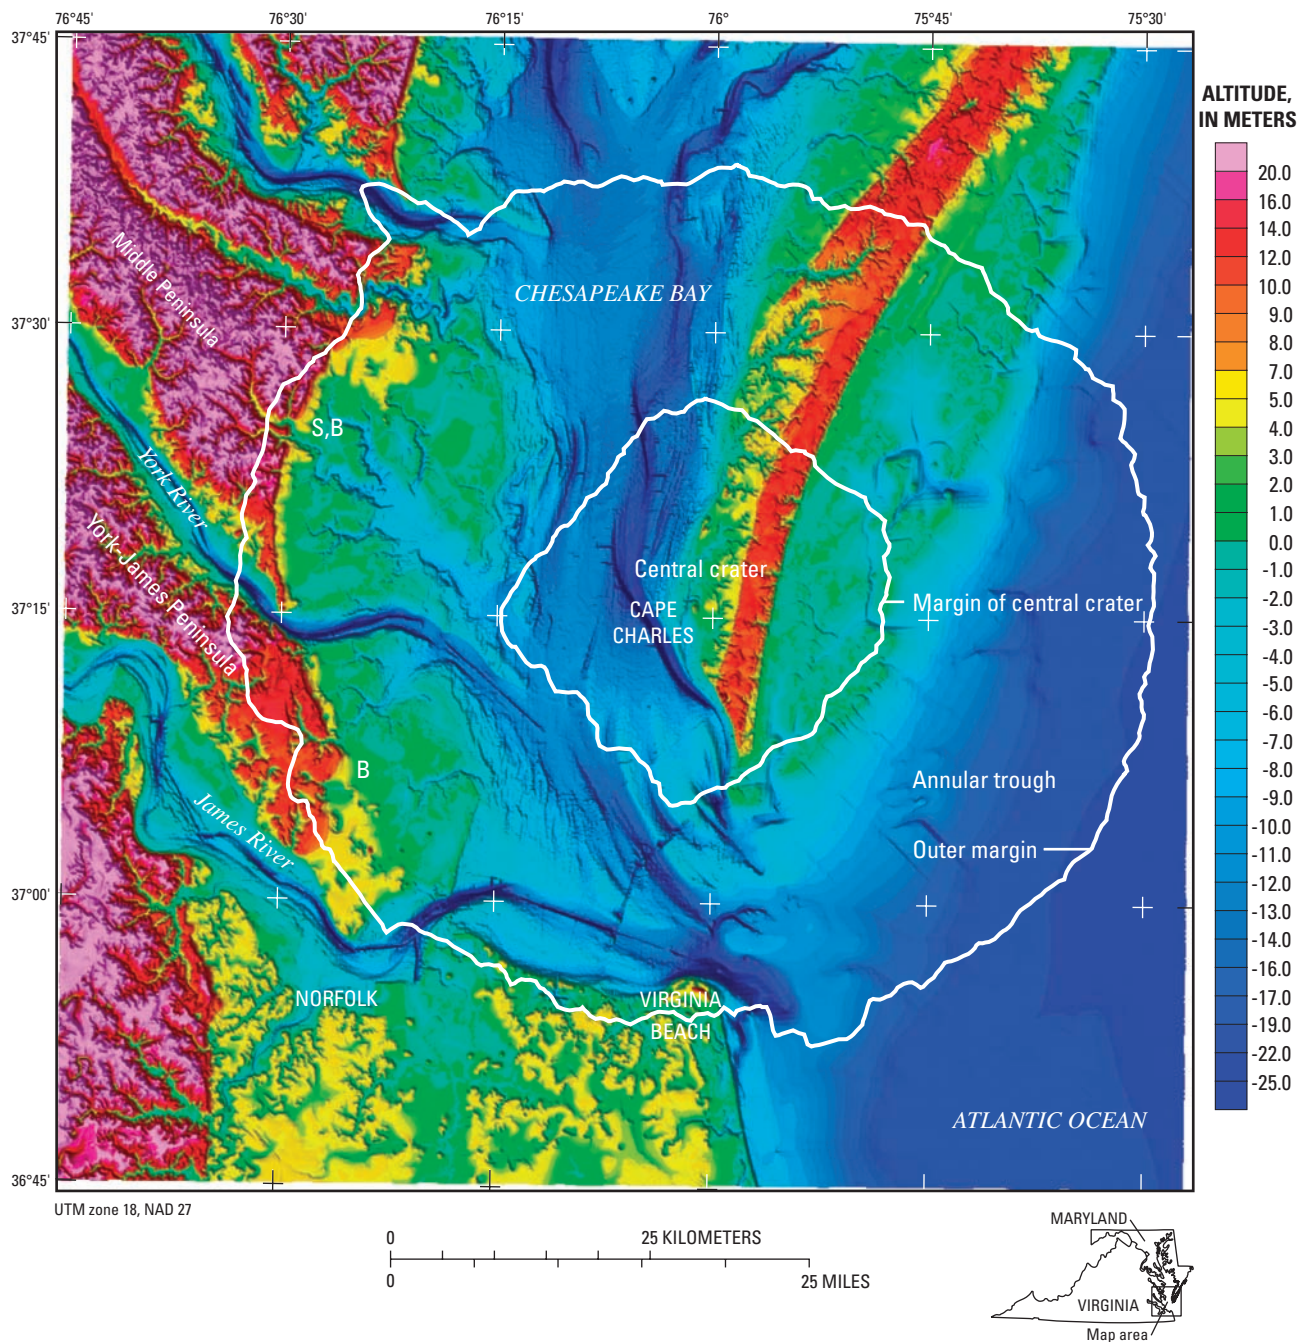 76°45'
76°30'
76°15'
76°
75°45'
75°30'
37°45'
37°30'
37°15'
37°00'
36°45'
ALTITUDE,
IN METERS
20.0
16.0
14.0
12.0
10.0
9.0
8.0
7.0
5.0
4.0
3.0
2.0
1.0
0.0
-1.0
-2.0
-3.0
-4.0
-5.0
-6.0
-7.0
-8.0
-9.0
-10.0
-11.0
-12.0
-13.0
-14.0
-16.0
-17.0
-19.0
-22.0
-25.0
Middle Peninsula
CHESAPEAKE BAY
S,B
York River
York-James Peninsula
Central crater
CAPE
CHARLES
Margin of central crater
B
James River
Annular trough
Outer margin
NORFOLK
VIRGINIA
BEACH
ATLANTIC OCEAN
UTM zone 18, NAD 27
0
25 KILOMETERS
0
25 MILES
MARYLAND
VIRGINIA
Map area